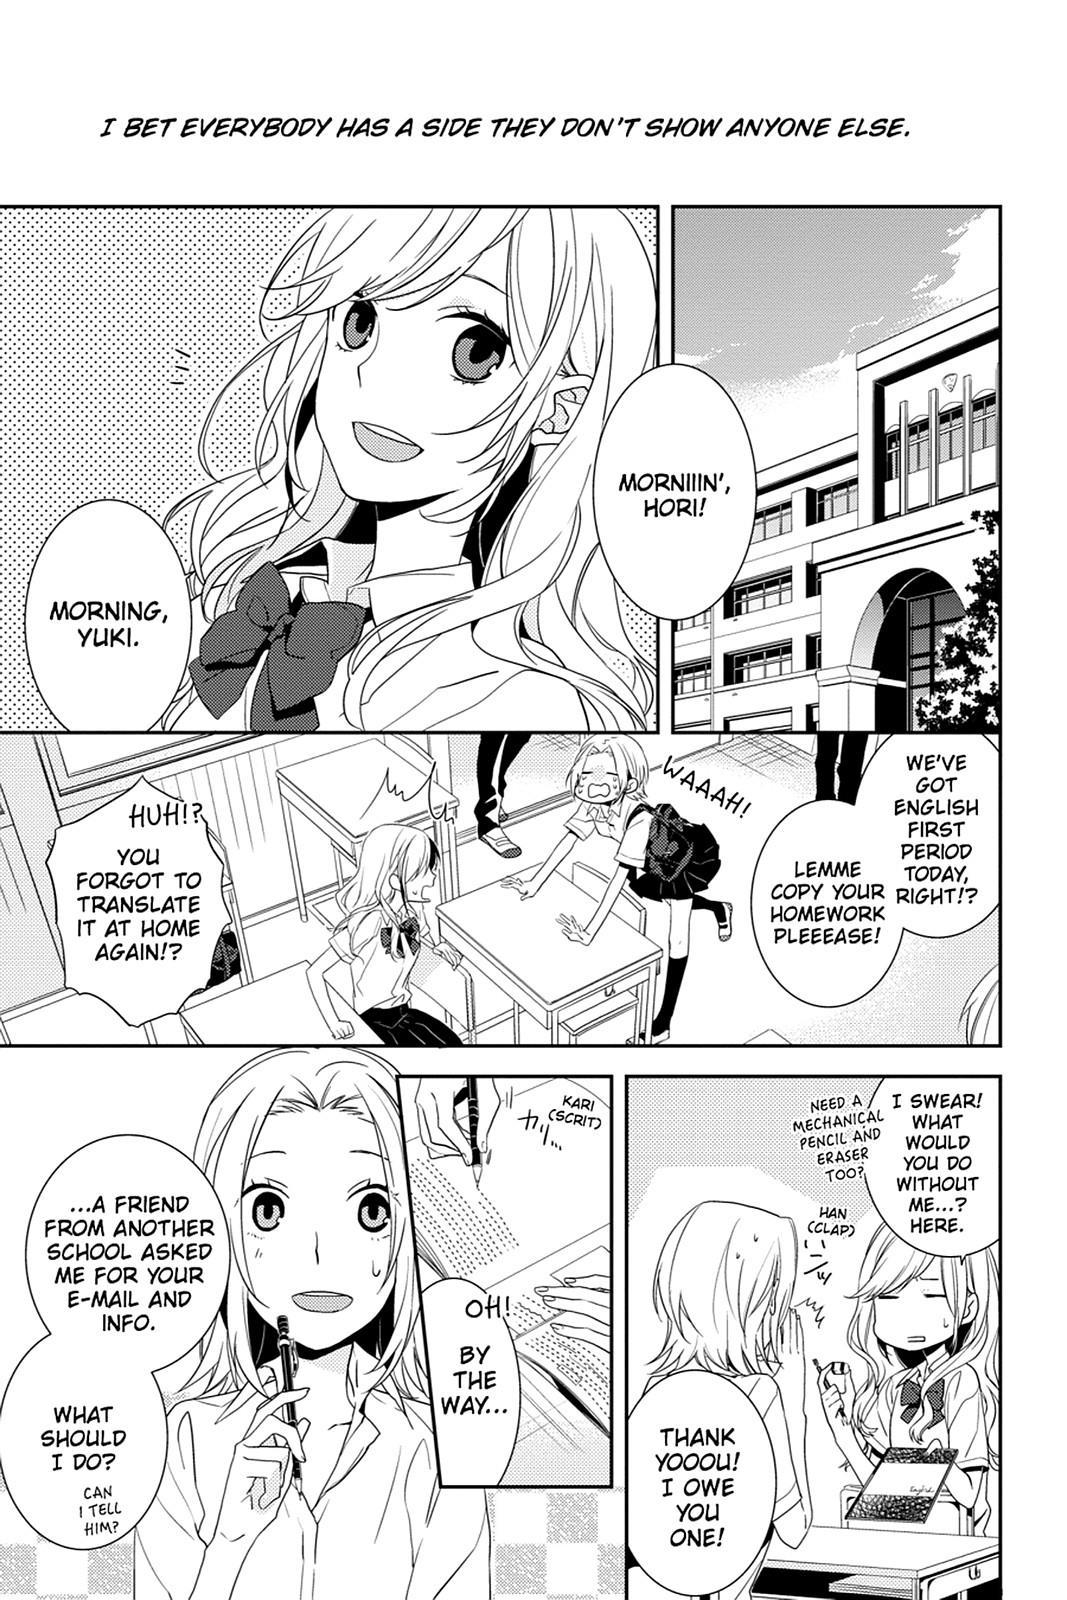 I BET EVERYBODY HAS A SIDE THEY DON'T SHOW ANYONE ELSE.
MORNIIIN',
HORI!
MORNING,
YUKI.
WE'VE
GOT
ENGLISH
FIRST
PERIOD
TODAY,
RIGHT!?
LEMME
COPY YOUR
HOMEWORK
PLEEEASE!
WAAAH!
HUH!?
YOU
FORGOT TO
TRANSLATE
IT AT HOME
AGAIN!?
I SWEAR!
WHAT
WOULD
YOU DO
WITHOUT
ME...?
HERE.
NEED A
MECHANICAL
PENCIL AND
ERASER
TOO?
HAN
(CLAP)
English
THANK
YOOOU!
I OWE
YOU
ONE!
KARI
(SCRIT)
カリ...
OH!
BY
THE
WAY...
...A FRIEND
FROM ANOTHER
SCHOOL ASKED
ME FOR YOUR
E-MAIL AND
INFO.
WHAT
SHOULD
I DO?
CAN
I TELL
HIM?